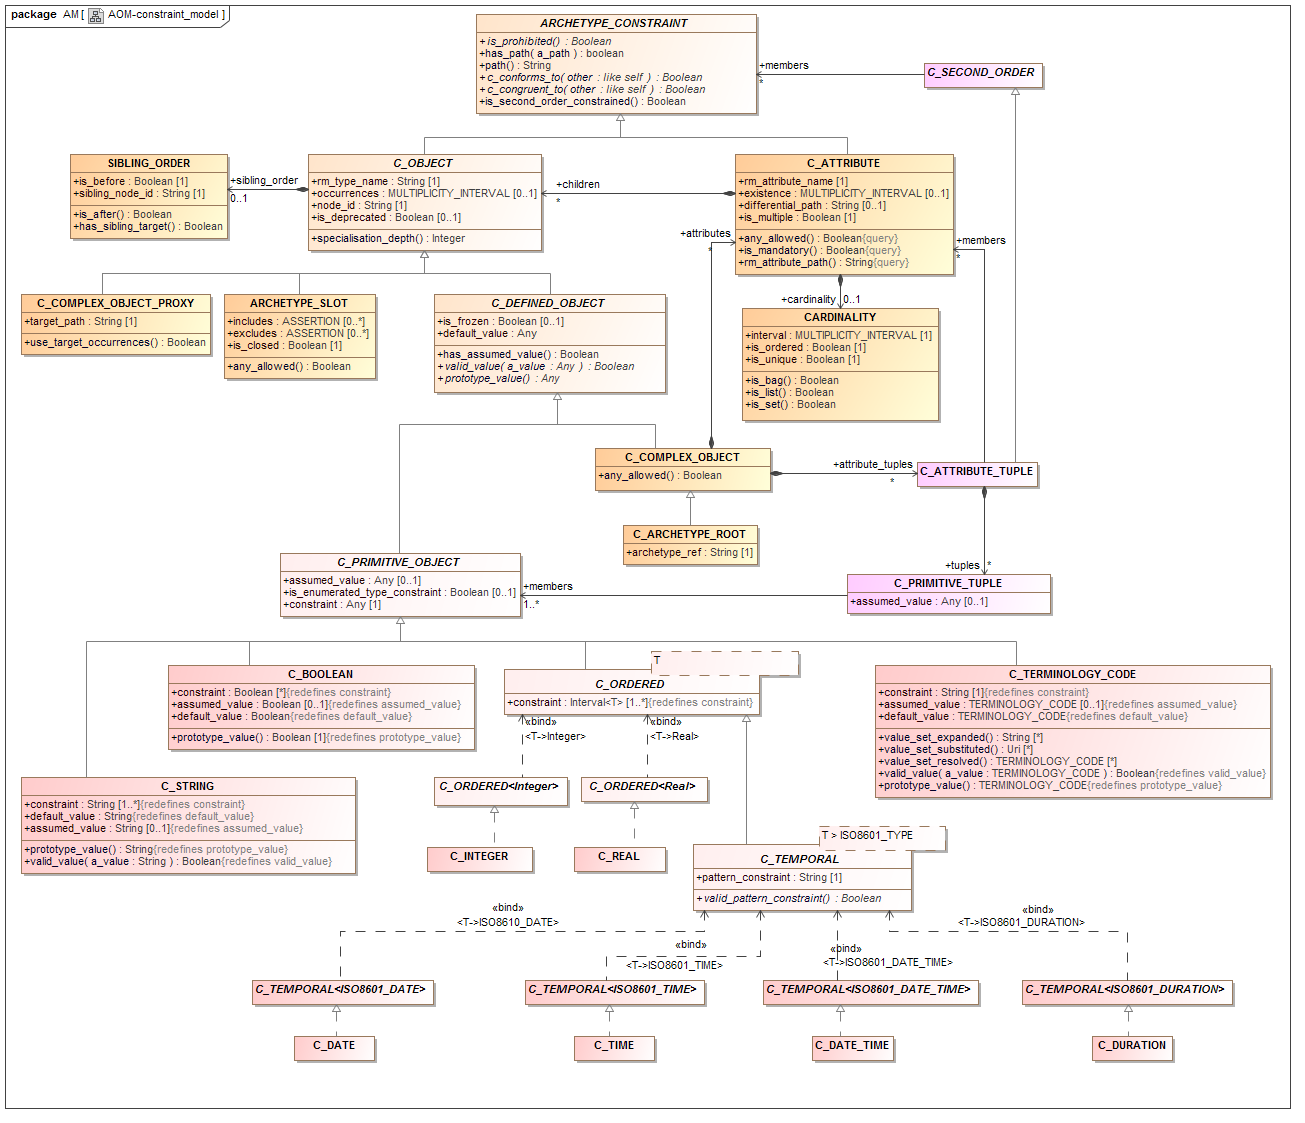 package AM [ AOM-constraint_model ]
ARCHETYPE_CONSTRAINT
+is_prohibited() : Boolean
+has_path( a_path ) : boolean
+path() : String
+c_conforms_to( other : like self ) : Boolean
+c_congruent_to( other : like self ) : Boolean
+is_second_order_constrained() : Boolean
+members
*
C_SECOND_ORDER
SIBLING_ORDER
+is_before : Boolean [1]
+sibling_node_id : String [1]
+is_after() : Boolean
+has_sibling_target() : Boolean
+sibling_order
0..1
C_OBJECT
+rm_type_name : String [1]
+occurrences : MULTIPLICITY_INTERVAL [0..1]
+node_id : String [1]
+is_deprecated : Boolean [0..1]
+specialisation_depth() : Integer
+children
*
C_ATTRIBUTE
+rm_attribute_name [1]
+existence : MULTIPLICITY_INTERVAL [0..1]
+differential_path : String [0..1]
+is_multiple : Boolean [1]
+any_allowed() : Boolean{query}
+is_mandatory() : Boolean{query}
+rm_attribute_path() : String{query}
+attributes
*
+members
*
+cardinality
0..1
C_COMPLEX_OBJECT_PROXY
+target_path : String [1]
+use_target_occurrences() : Boolean
ARCHETYPE_SLOT
+includes : ASSERTION [0..*]
+excludes : ASSERTION [0..*]
+is_closed : Boolean [1]
+any_allowed() : Boolean
C_DEFINED_OBJECT
+is_frozen : Boolean [0..1]
+default_value : Any
+has_assumed_value() : Boolean
+valid_value( a_value : Any ) : Boolean
+prototype_value() : Any
CARDINALITY
+interval : MULTIPLICITY_INTERVAL [1]
+is_ordered : Boolean [1]
+is_unique : Boolean [1]
+is_bag() : Boolean
+is_list() : Boolean
+is_set() : Boolean
C_COMPLEX_OBJECT
+any_allowed() : Boolean
+attribute_tuples
*
C_ATTRIBUTE_TUPLE
C_ARCHETYPE_ROOT
+archetype_ref : String [1]
C_PRIMITIVE_OBJECT
+assumed_value : Any [0..1]
+is_enumerated_type_constraint : Boolean [0..1]
+constraint : Any [1]
+members
1..*
+tuples
*
C_PRIMITIVE_TUPLE
+assumed_value : Any [0..1]
C_BOOLEAN
+constraint : Boolean [*]{redefines constraint}
+assumed_value : Boolean [0..1]{redefines assumed_value}
+default_value : Boolean{redefines default_value}
+prototype_value() : Boolean [1]{redefines prototype_value}
T
C_ORDERED
+constraint : Interval<T> [1..*]{redefines constraint}
C_TERMINOLOGY_CODE
+constraint : String [1]{redefines constraint}
+assumed_value : TERMINOLOGY_CODE [0..1]{redefines assumed_value}
+default_value : TERMINOLOGY_CODE{redefines default_value}
+value_set_expanded() : String [*]
+value_set_substituted() : Uri [*]
+value_set_resolved() : TERMINOLOGY_CODE [*]
+valid_value( a_value : TERMINOLOGY_CODE ) : Boolean{redefines valid_value}
+prototype_value() : TERMINOLOGY_CODE{redefines prototype_value}
«bind»
<T->Integer>
«bind»
<T->Real>
C_STRING
+constraint : String [1..*]{redefines constraint}
+default_value : String{redefines default_value}
+assumed_value : String [0..1]{redefines assumed_value}
+prototype_value() : String{redefines prototype_value}
+valid_value( a_value : String ) : Boolean{redefines valid_value}
C_ORDERED<Integer>
C_ORDERED<Real>
C_INTEGER
C_REAL
T > ISO8601_TYPE
C_TEMPORAL
+pattern_constraint : String [1]
+valid_pattern_constraint() : Boolean
«bind»
<T->ISO8610_DATE>
«bind»
<T->ISO8601_TIME>
«bind»
<T->ISO8601_DATE_TIME>
«bind»
<T->ISO8601_DURATION>
C_TEMPORAL<ISO8601_DATE>
C_TEMPORAL<ISO8601_TIME>
C_TEMPORAL<ISO8601_DATE_TIME>
C_TEMPORAL<ISO8601_DURATION>
C_DATE
C_TIME
C_DATE_TIME
C_DURATION